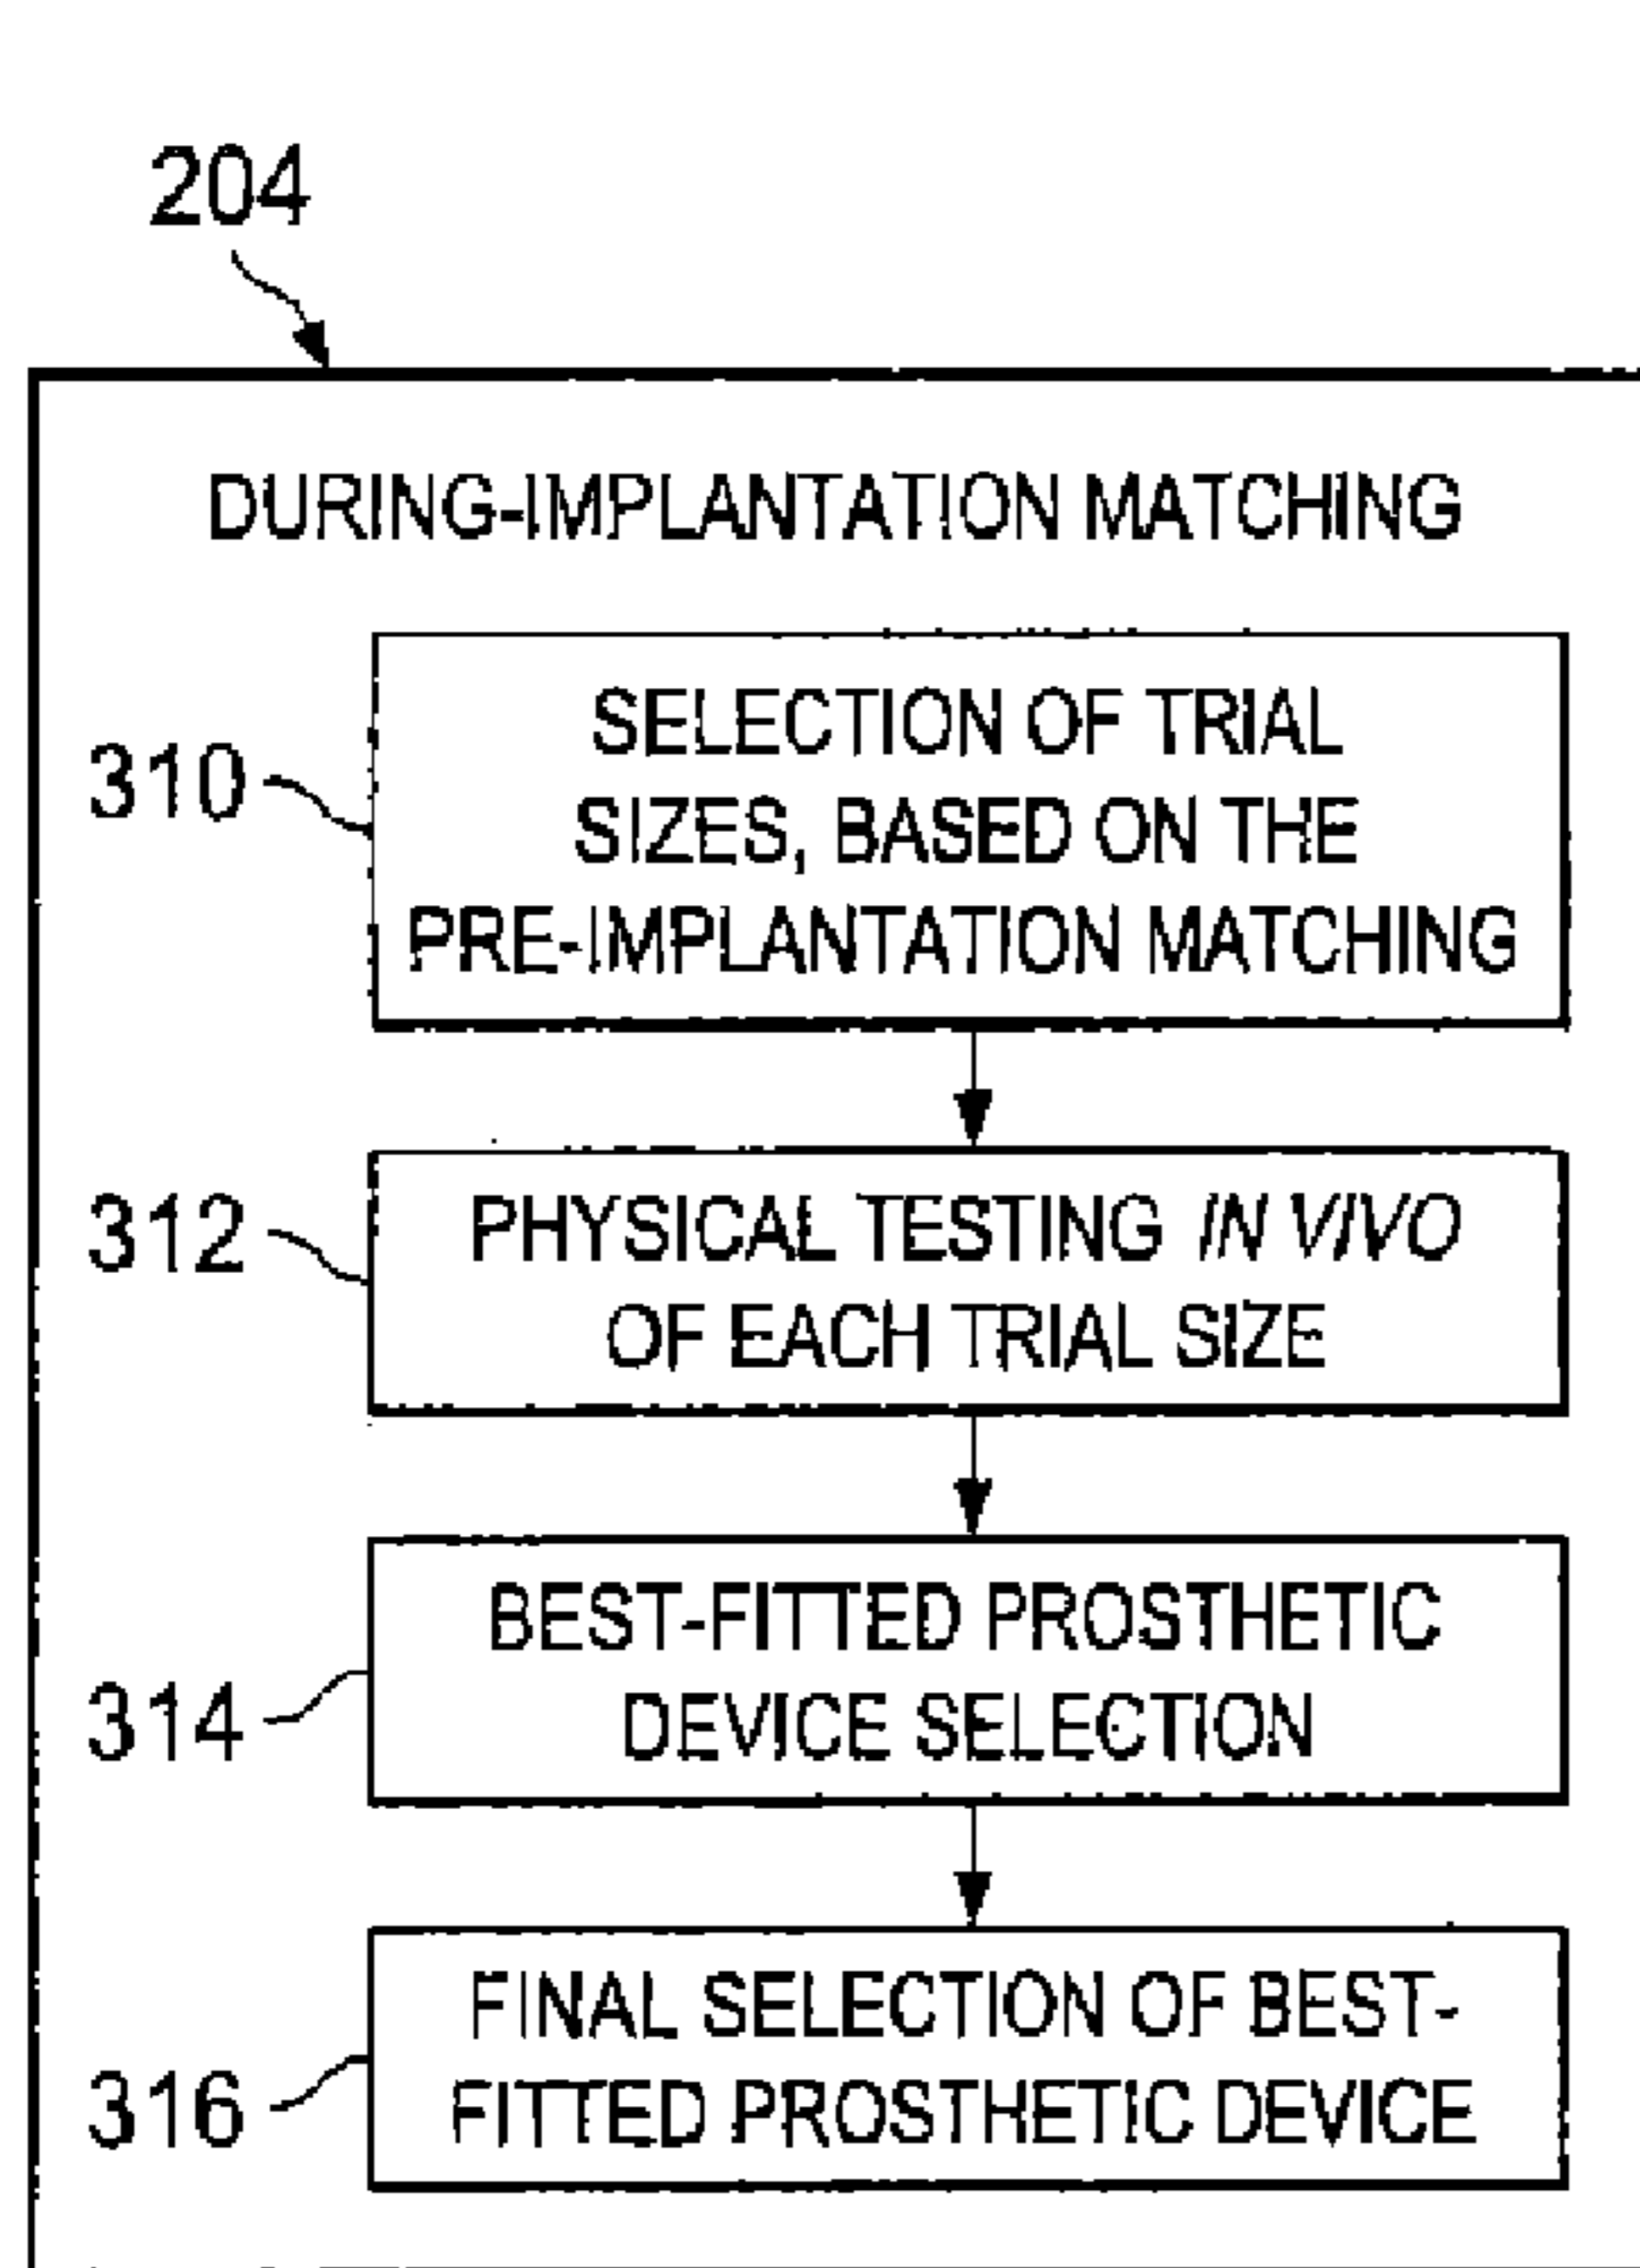 204
DURING-IMPLANTATION MATCHING
310
SELECTION OF TRIAL
SIZES, BASED ON THE
PRE-IMPLANTATION MATCHING
312
PHYSICAL TESTING IN VIVO
OF EACH TRIAL SIZE
314
BEST-FITTED PROSTHETIC
DEVICE SELECTION
316
FINAL SELECTION OF BEST-
FITTED PROSTHETIC DEVICE